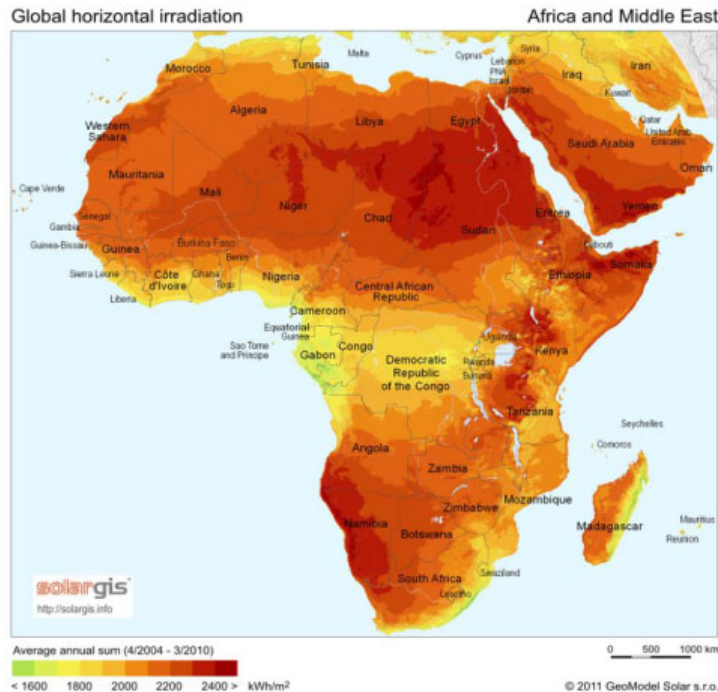 Global horizontal irradiation
Africa and Middle East
Malta
Cyprus
Syria
Lebanon
PNA
Israel
Jordan
Iraq
Iran
Kuwait
Morocco
Tunisia
Algeria
Libya
Egypt
Qatar
United Arab
Emirates
Saudi Arabia
Oman
Western
Sahara
Mauritania
Cape Verde
Mali
Niger
Chad
Sudan
Eritrea
Yemen
Senegal
Gambia
Guinea-Bissau
Guinea
Burkina Faso
Djibouti
Somalia
Benin
Sierra Leone
Côte
d'Ivoire
Ghana
Togo
Nigeria
Ethiopia
Liberia
Central African
Republic
Cameroon
Equatorial
Guinea
Sao Tome
and Principe
Gabon
Congo
Uganda
Kenya
Democratic
Republic
of the Congo
Rwanda
Burundi
Tanzania
Seychelles
Comoros
Angola
Zambia
Mozambique
Zimbabwe
Madagascar
Mauritius
Reunion
Namibia
Botswana
South Africa
Swaziland
Lesotho
solargis
http://solargis.info
Average annual sum (4/2004 - 3/2010)
< 1600 1800 2000 2200 2400 > kWh/m²
0 500 1000 km
© 2011 GeoModel Solar s.r.o.